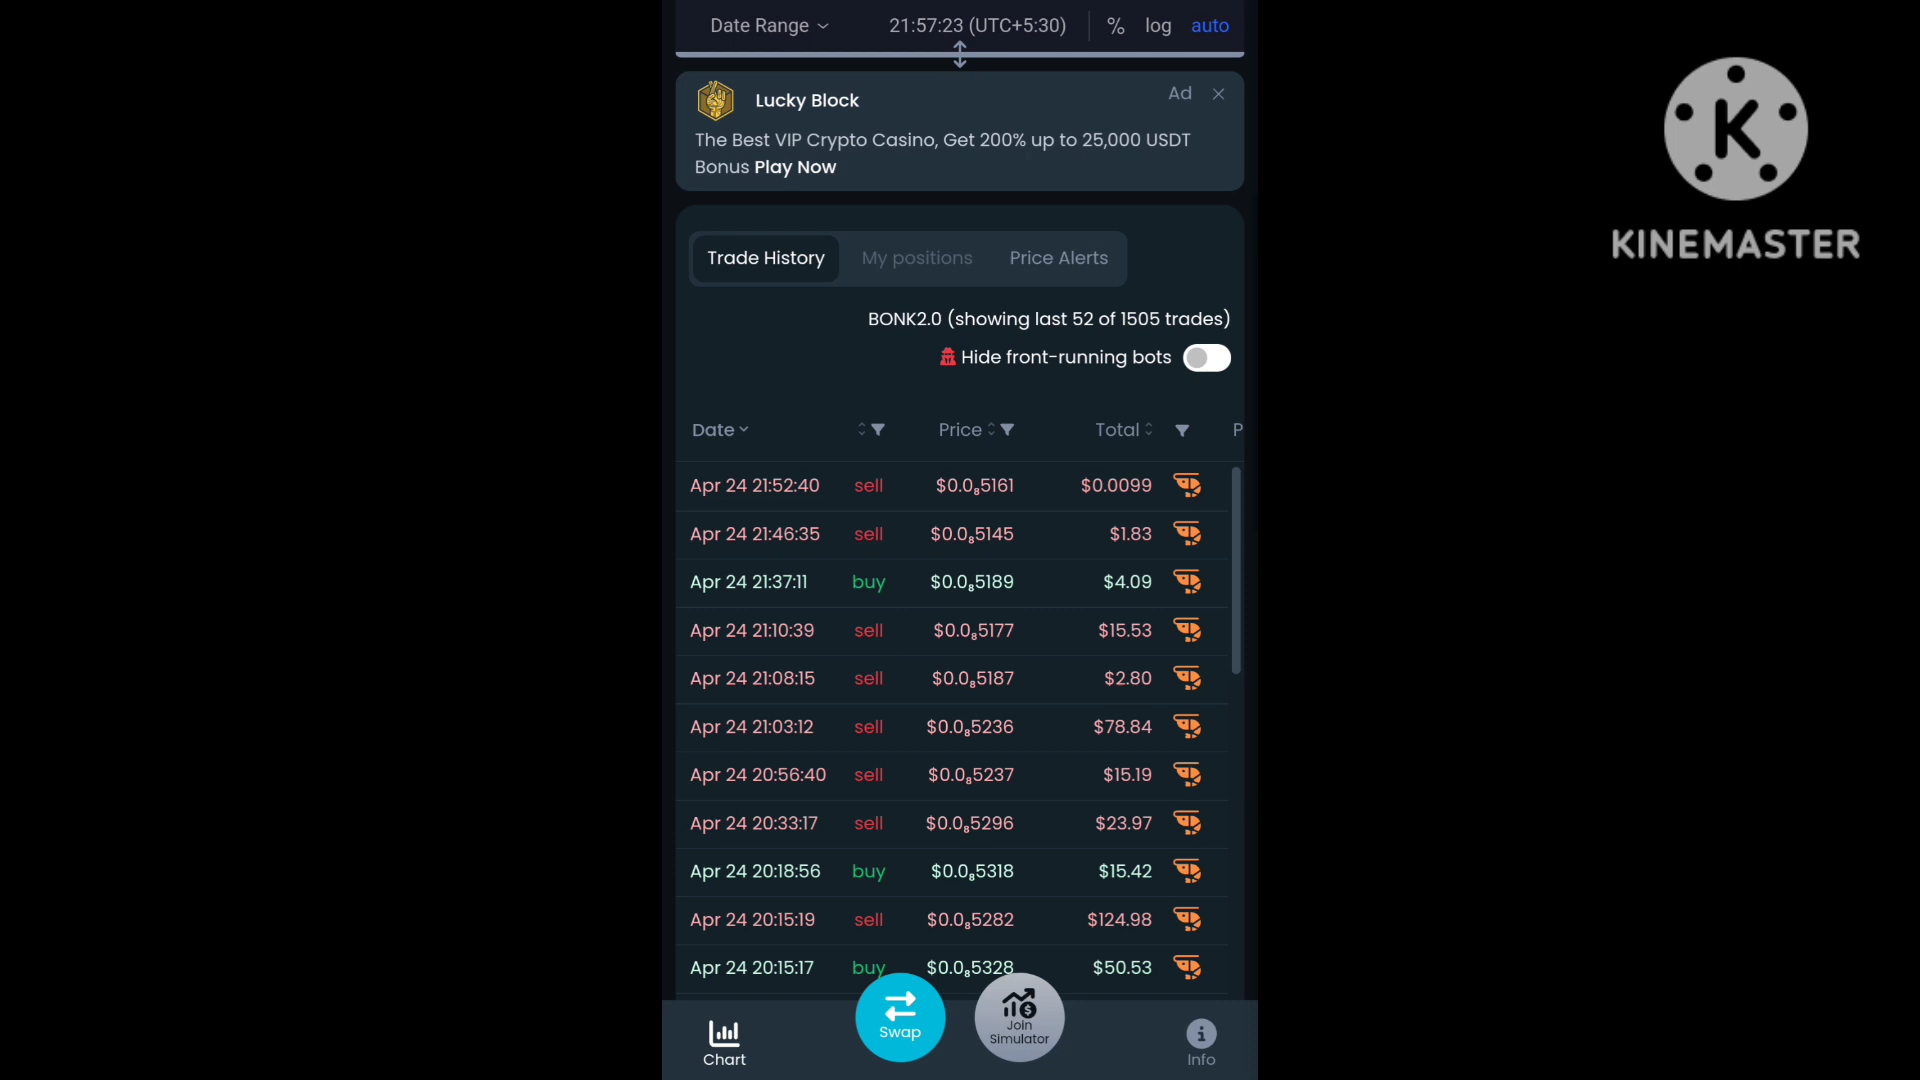 Date Range 21:57:23 (UTC+5:30) % log auto
Lucky Block Ad
The Best VIP Crypto Casino, Get 200% up to 25,000 USDT
Bonus Play Now
K
KINEMASTER
Trade History My positions Price Alerts
BONK2.0 (showing last 52 of 1505 trades)
Hide front-running bots
Date Price Total P
Apr 24 21:52:40 sell $0.0₈5161 $0.0099
Apr 24 21:46:35 sell $0.0₈5145 $1.83
Apr 24 21:37:11 buy $0.0₈5189 $4.09
Apr 24 21:10:39 sell $0.0₈5177 $15.53
Apr 24 21:08:15 sell $0.0₈5187 $2.80
Apr 24 21:03:12 sell $0.0₈5236 $78.84
Apr 24 20:56:40 sell $0.0₈5237 $15.19
Apr 24 20:33:17 sell $0.0₈5296 $23.97
Apr 24 20:18:56 buy $0.0₈5318 $15.42
Apr 24 20:15:19 sell $0.0₈5282 $124.98
Apr 24 20:15:17 buy $0.0₈5328 $50.53
Chart
Swap
Join
Simulator
Info